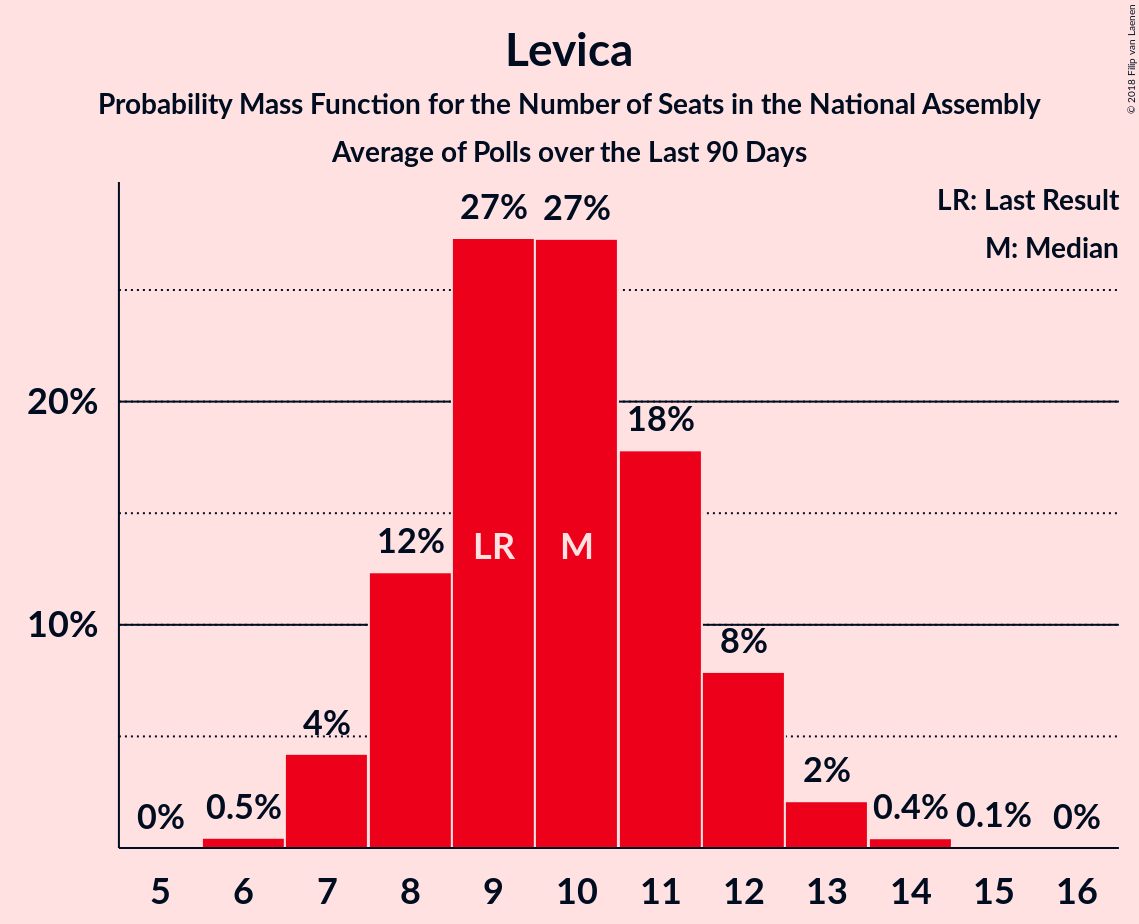 Levica
Probability Mass Function for the Number of Seats in the National Assembly
Average of Polls over the Last 90 Days
© 2018 Filip van Laenen
LR: Last Result
M: Median
27% 27%
20%
18%
12% LR M
10%
8%
4%
2%
0% 0.5% 0.4% 0.1% 0%
5 6 7 8 9 10 11 12 13 14 15 16